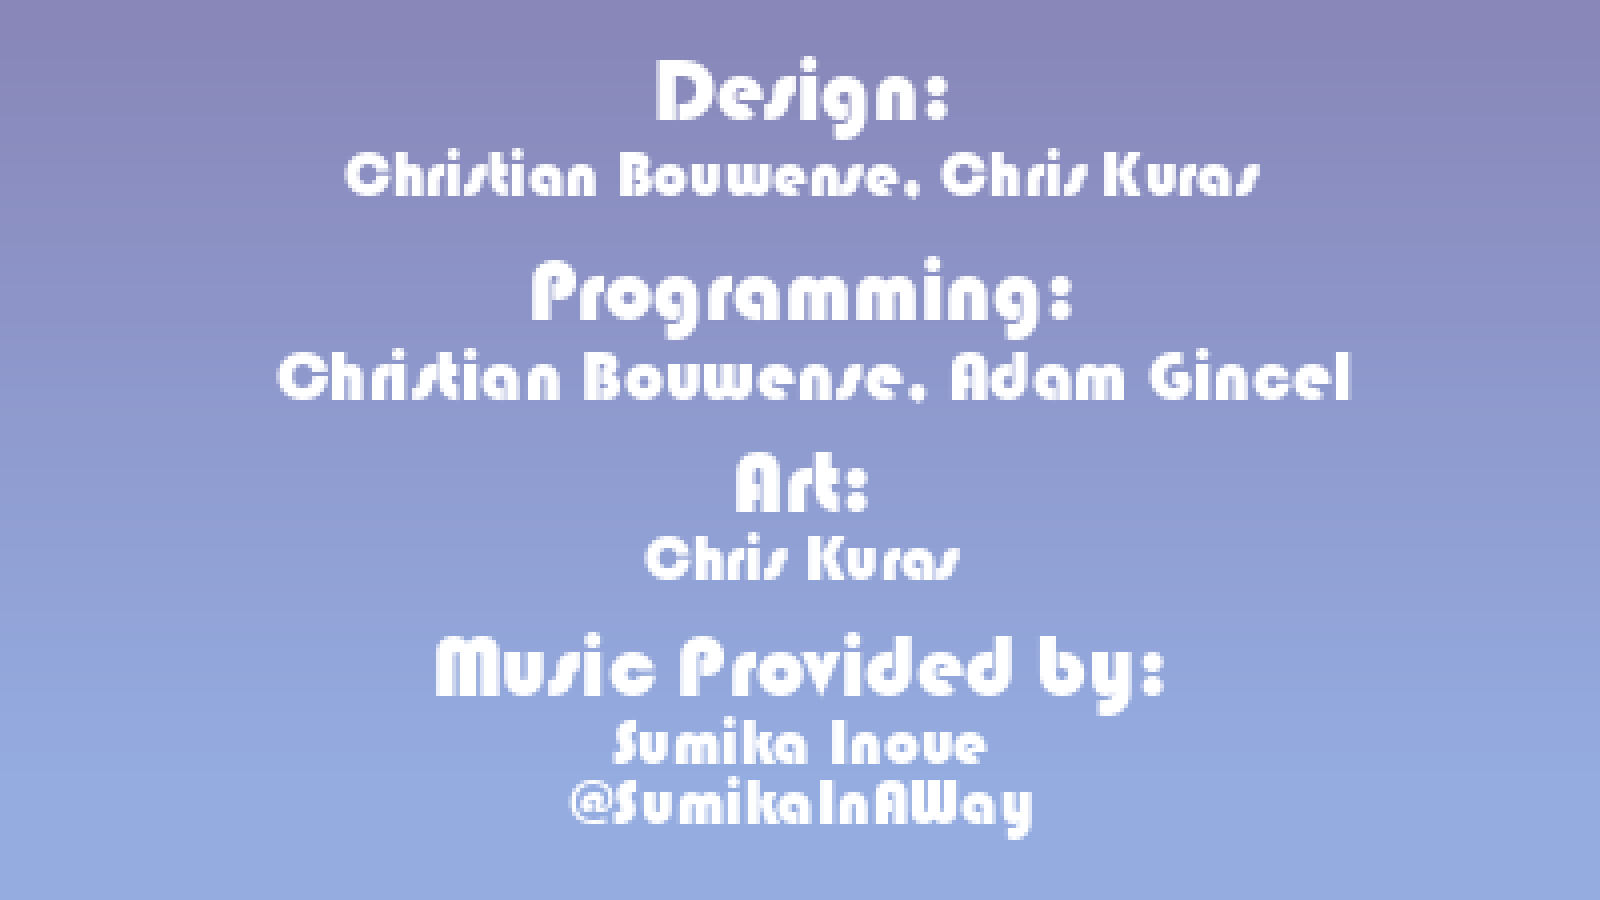 Design:
Christian Bouwense, Chris Kuras
Programming:
Christian Bouwense, Adam Gincel
Art:
Chris Kuras
Music Provided by:
Sumika Inoue
@SumikaInAWay